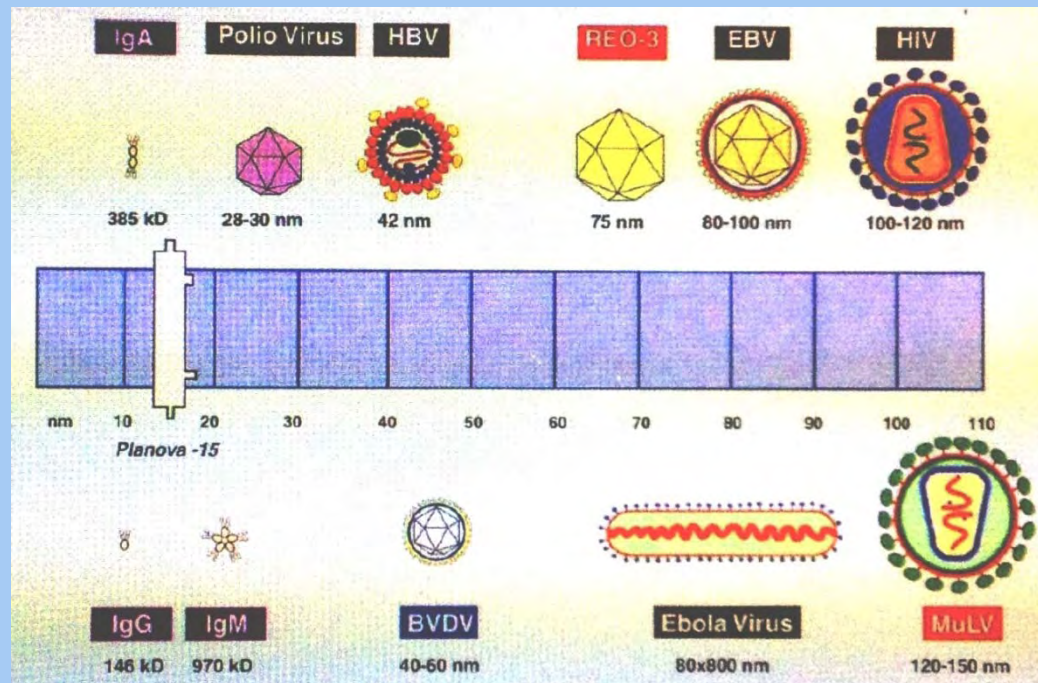 IgA Polio Virus HBV REO-3 EBV HIV
385 kD 28-30 nm 42 nm 75 nm 80-100 nm 100-120 nm
nm 10 20 30 40 50 60 70 80 90 100 110
Planova -15
IgG IgM BVDV Ebola Virus MuLV
146 kD 970 kD 40-60 nm 80x800 nm 120-150 nm